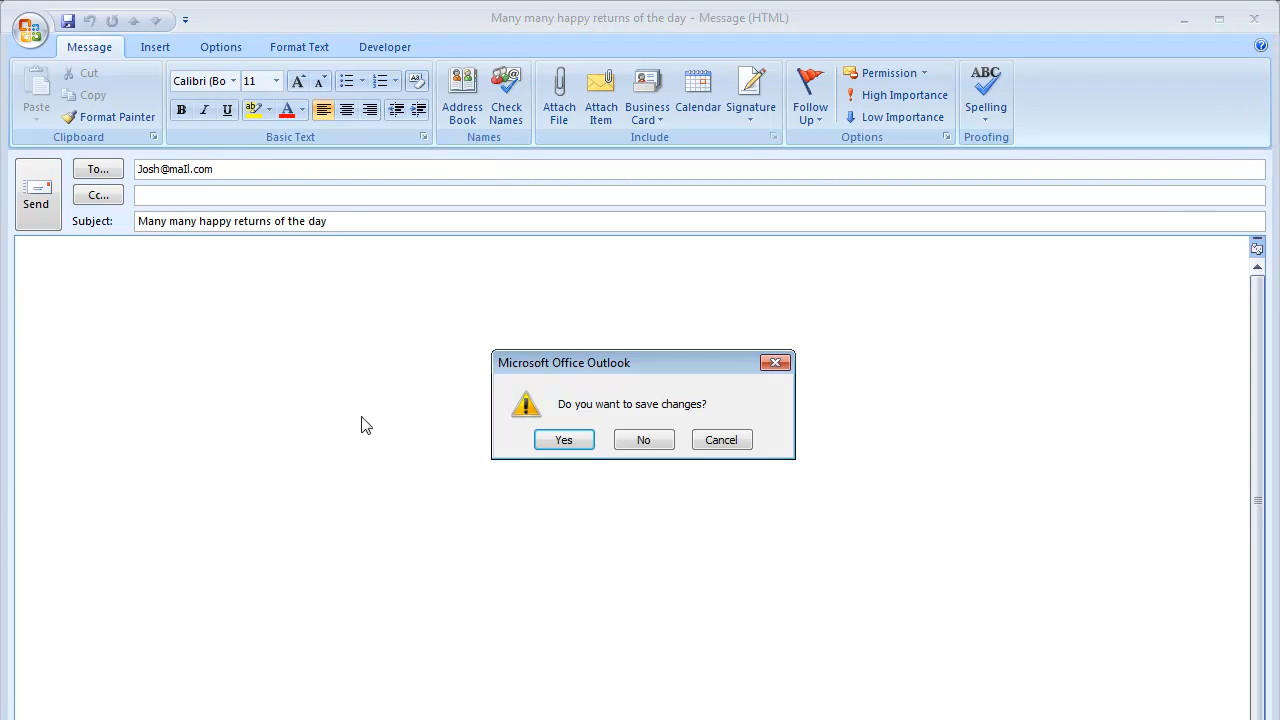 Many many happy returns of the day - Message (HTML)
Message Insert Options Format Text Developer
Paste
Cut
Copy
Format Painter
Clipboard
Calibri (Bo 11
B I U
Basic Text
Address Book
Check Names
Names
Attach File
Attach Item
Business Card
Calendar
Signature
Include
Follow Up
Permission
High Importance
Low Importance
Options
ABC
Spelling
Proofing
Send
To... Josh@maIl.com
Cc...
Subject: Many many happy returns of the day
Microsoft Office Outlook
Do you want to save changes?
Yes No Cancel